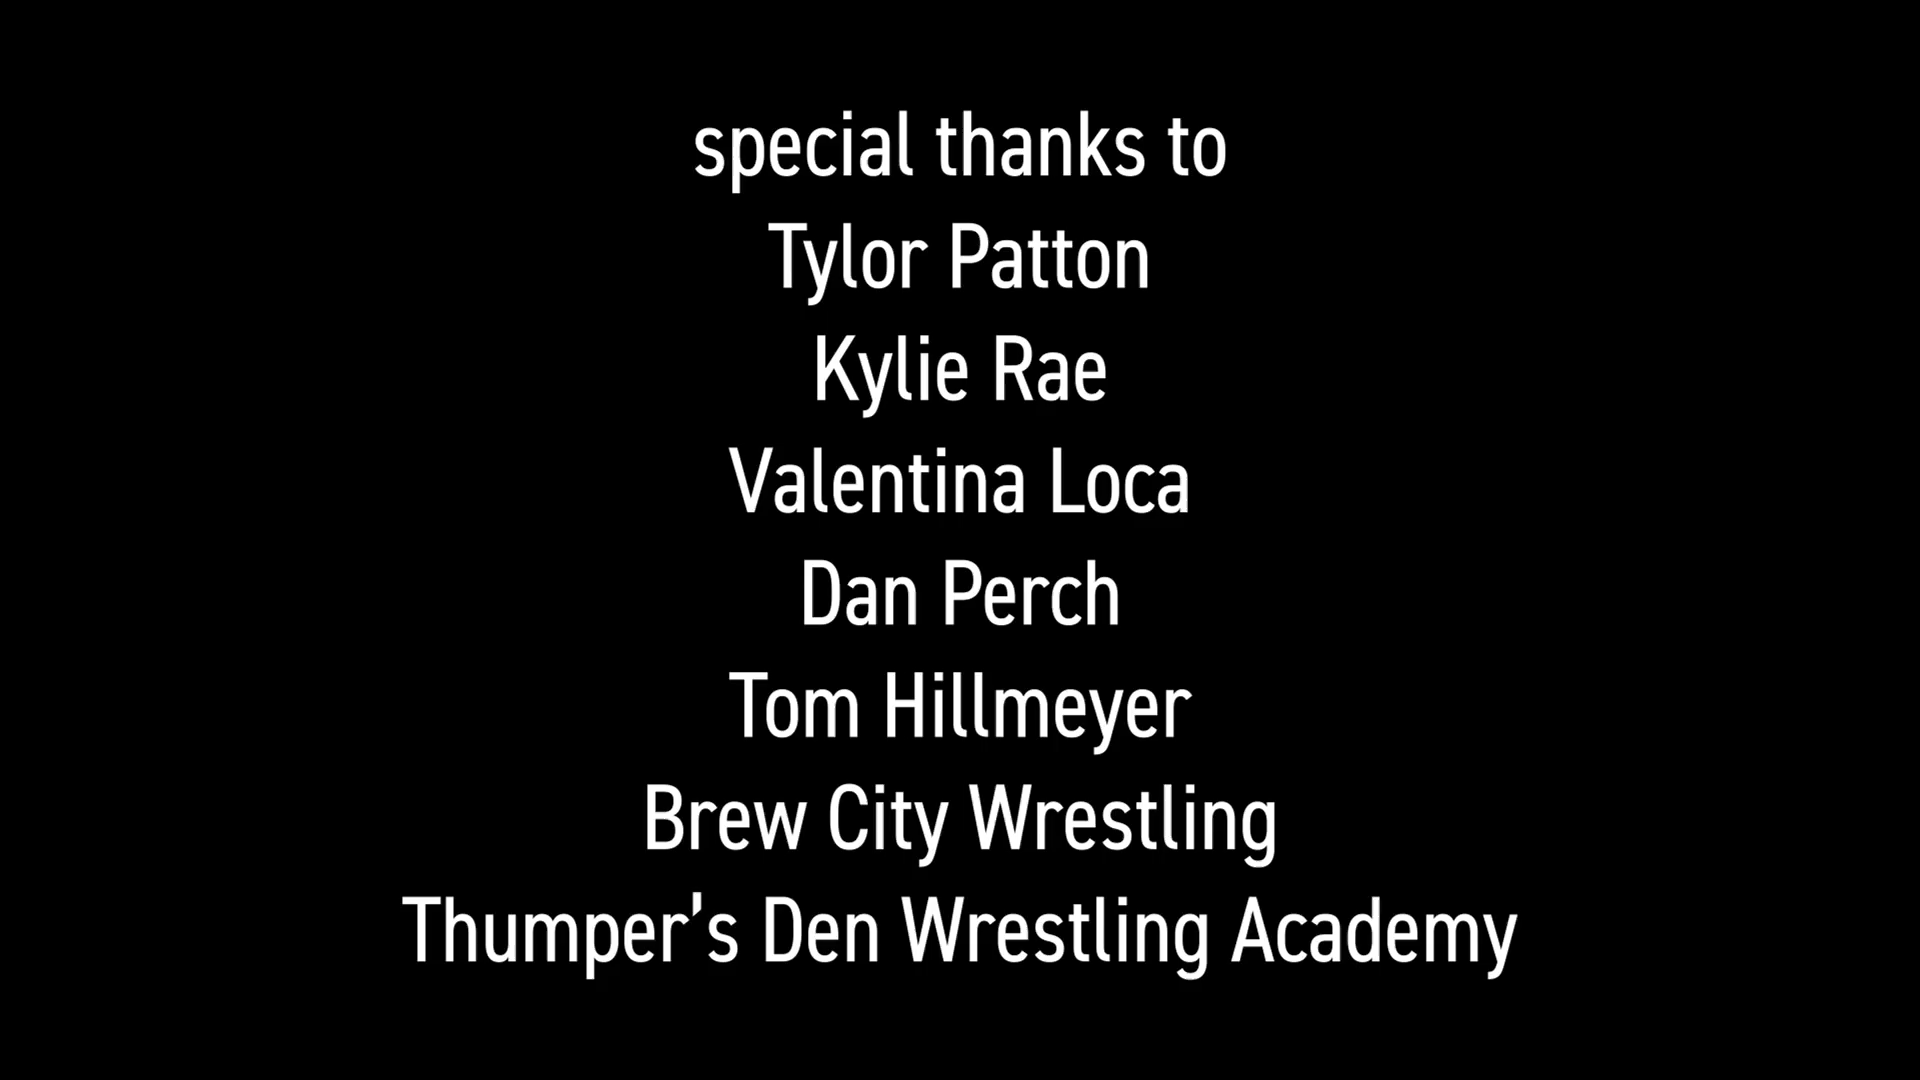 special thanks to
Tylor Patton
Kylie Rae
Valentina Loca
Dan Perch
Tom Hillmeyer
Brew City Wrestling
Thumper’s Den Wrestling Academy